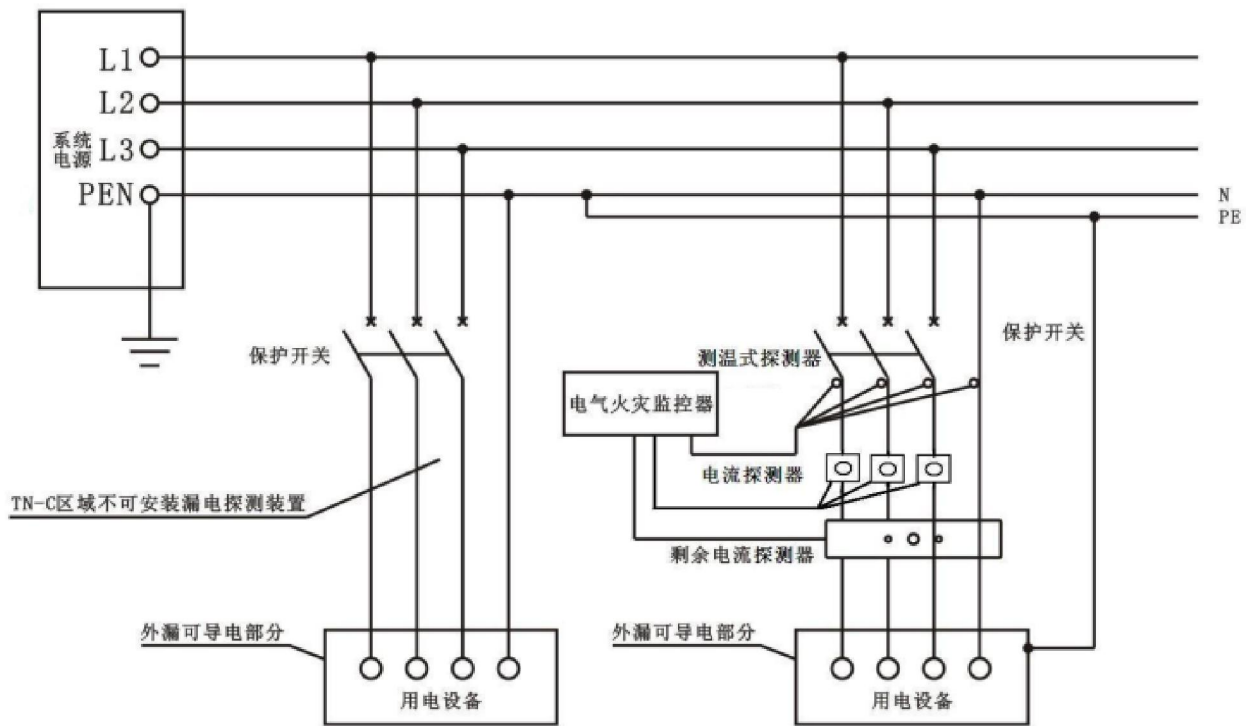 L1
L2
系统
电源
L3
PEN
N
PE
保护开关
测温式探测器
保护开关
电气火灾监控器
电流探测器
TN-C区域不可安装漏电探测装置
剩余电流探测器
外漏可导电部分
外漏可导电部分
用电设备
用电设备